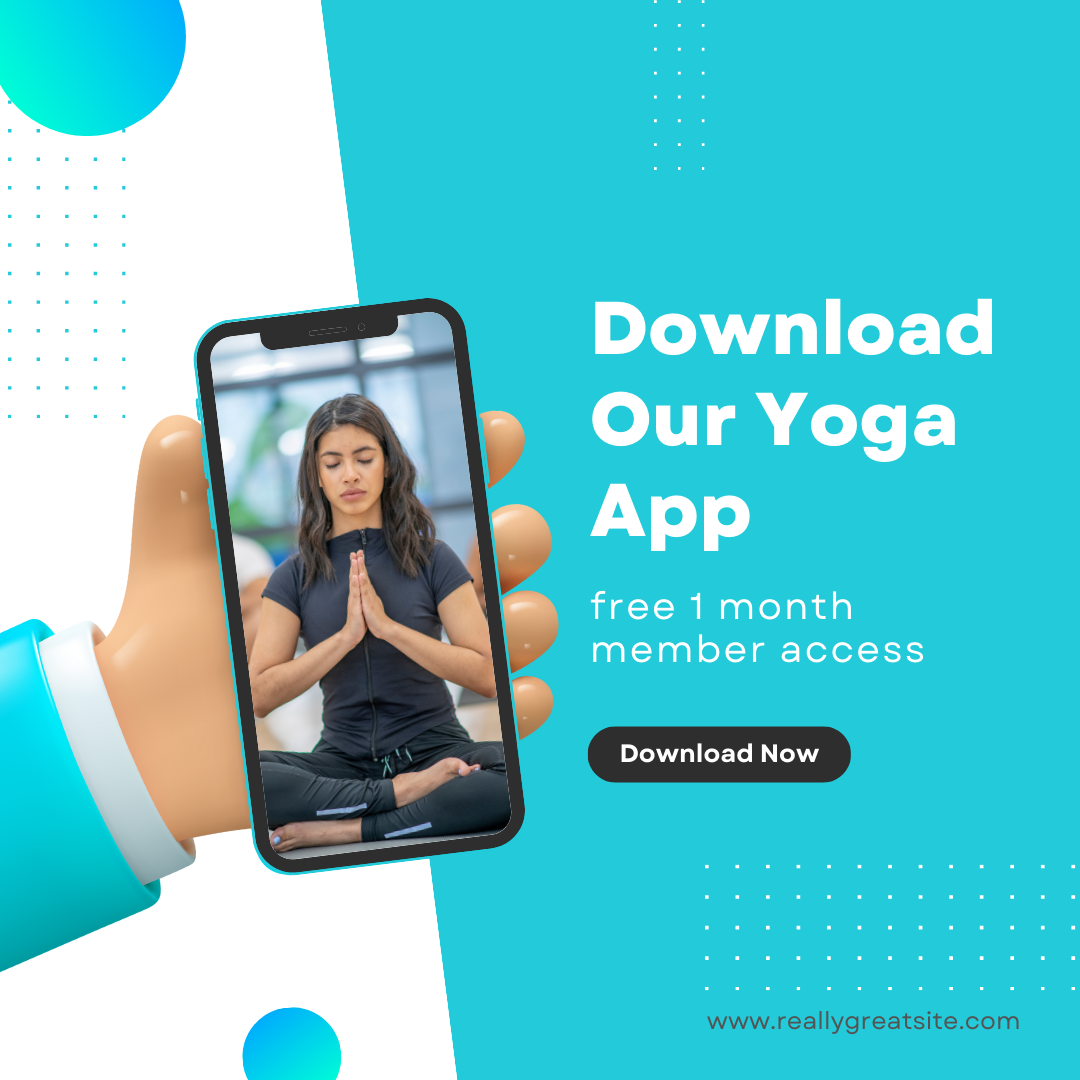 Download
Our Yoga
App
free 1 month
member access
Download Now
www.reallygreatsite.com